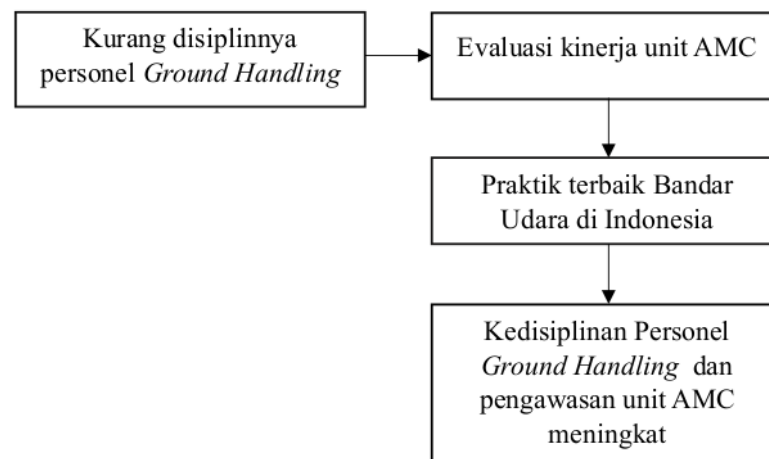 Kurang disiplinnya
personel Ground Handling
Evaluasi kinerja unit AMC
Praktik terbaik Bandar
Udara di Indonesia
Kedisiplinan Personel
Ground Handling dan
pengawasan unit AMC
meningkat